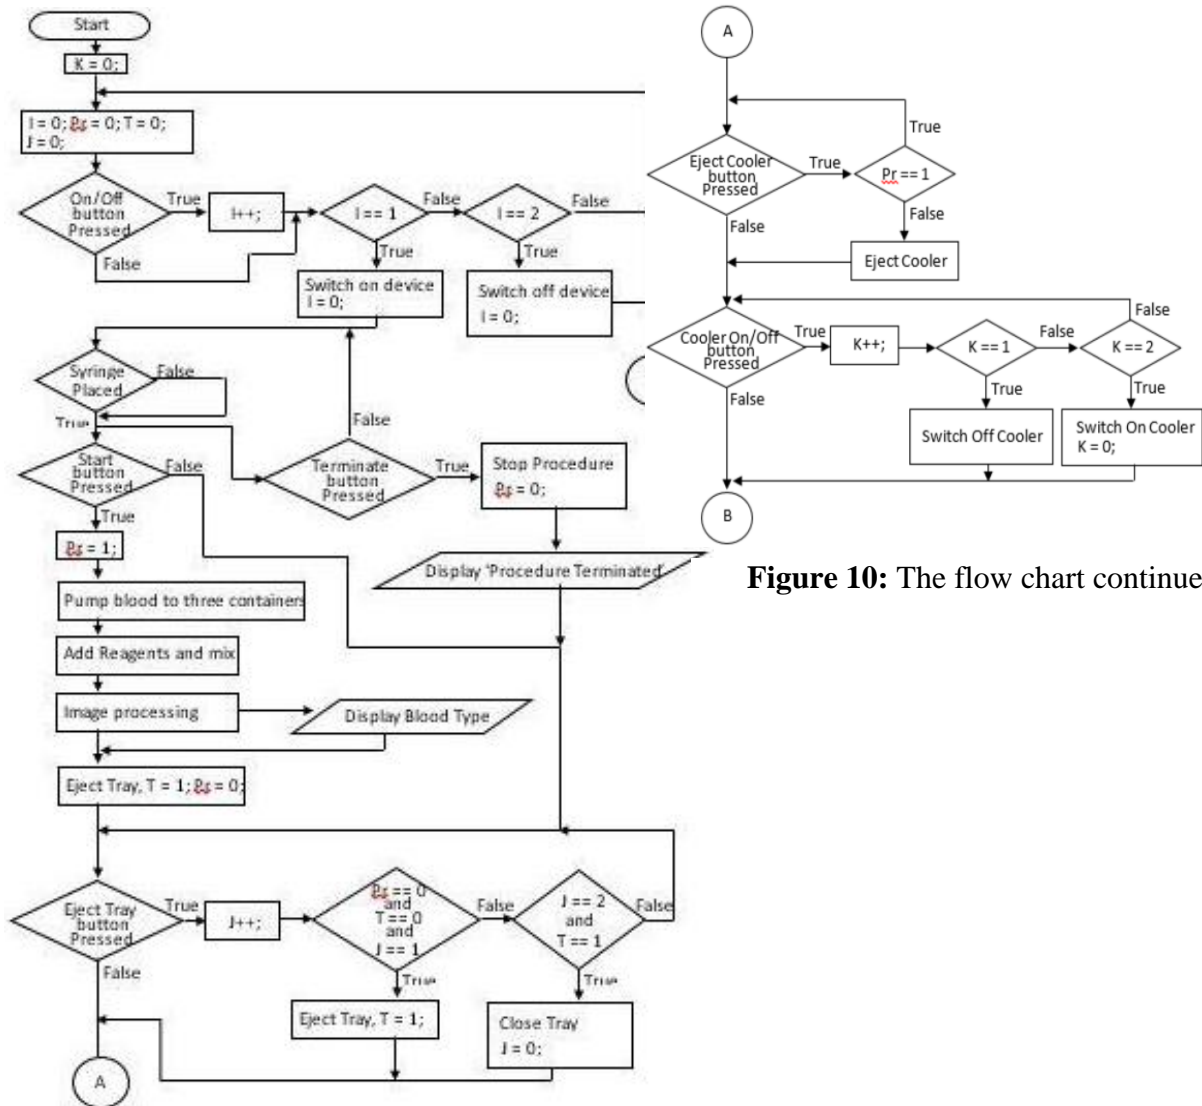 Start
K = 0;
I = 0; Pr = 0; T = 0;
J = 0;
On/Off
button
Pressed
True
False
I++;
I == 1
False
True
I == 2
False
True
Switch on device
I = 0;
Switch off device
I = 0;
Syringe
Placed
False
True
Start
button
Pressed
False
True
Terminate
button
Pressed
False
True
Stop Procedure
Pr = 0;
Display 'Procedure Terminated'
Pr = 1;
Pump blood to three containers
Add Reagents and mix
Image processing
Display Blood Type
Eject Tray, T = 1; Pr = 0;
Eject Tray
button
Pressed
True
False
J++;
Pr == 0
and
T == 0
and
J == 1
False
True
J == 2
and
T == 1
False
True
Eject Tray, T = 1;
Close Tray
J = 0;
A
A
Eject Cooler
button
Pressed
True
False
Pr == 1
True
False
Eject Cooler
Cooler On/Off
button
Pressed
True
False
K++;
K == 1
False
True
K == 2
False
True
Switch Off Cooler
Switch On Cooler
K = 0;
B
Figure 10: The flow chart continue